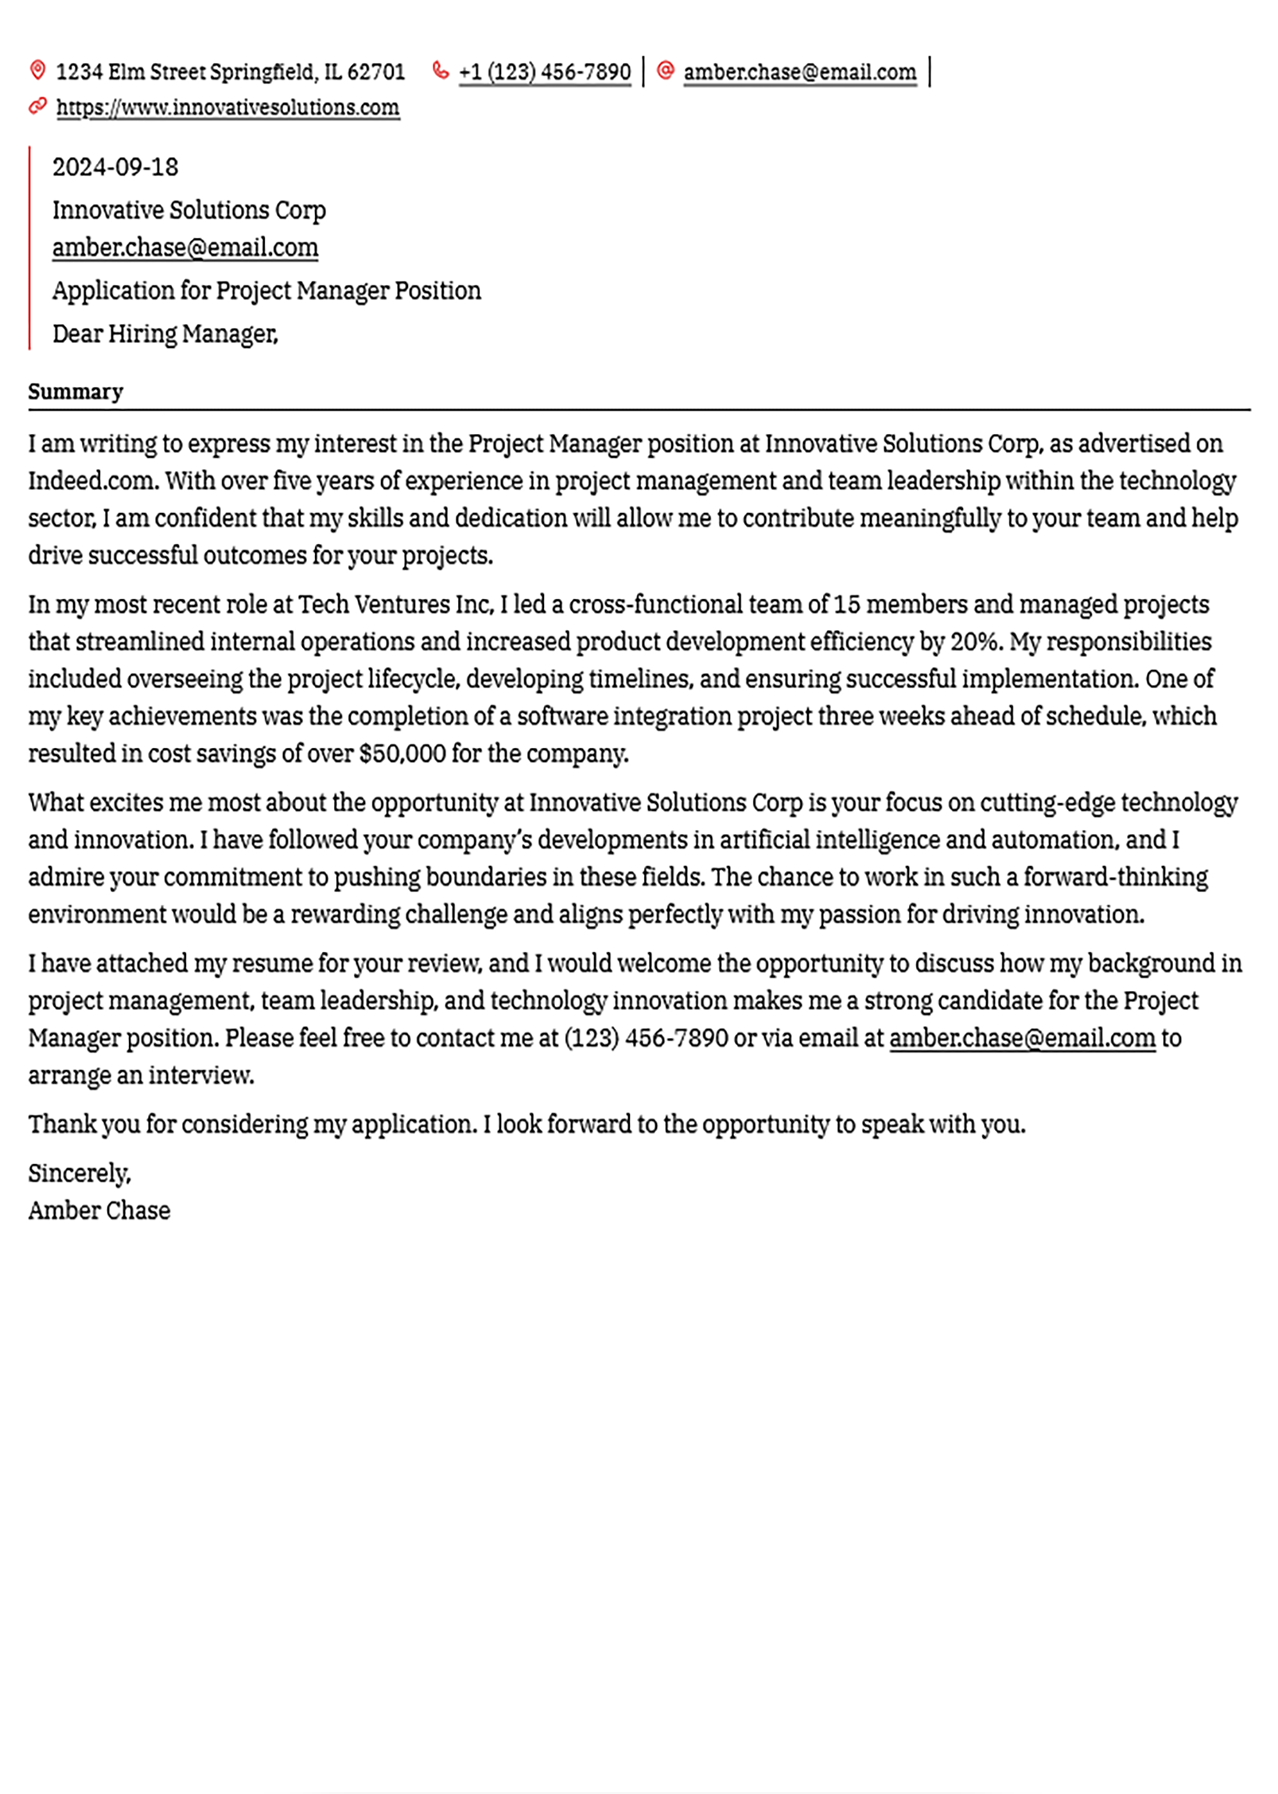 1234 Elm Street Springfield, IL 62701 +1 (123) 456-7890 | amber.chase@email.com |
https://www.innovativesolutions.com
2024-09-18
Innovative Solutions Corp
amber.chase@email.com
Application for Project Manager Position
Dear Hiring Manager,
Summary
I am writing to express my interest in the Project Manager position at Innovative Solutions Corp, as advertised on
Indeed.com. With over five years of experience in project management and team leadership within the technology
sector, I am confident that my skills and dedication will allow me to contribute meaningfully to your team and help
drive successful outcomes for your projects.
In my most recent role at Tech Ventures Inc, I led a cross-functional team of 15 members and managed projects
that streamlined internal operations and increased product development efficiency by 20%. My responsibilities
included overseeing the project lifecycle, developing timelines, and ensuring successful implementation. One of
my key achievements was the completion of a software integration project three weeks ahead of schedule, which
resulted in cost savings of over $50,000 for the company.
What excites me most about the opportunity at Innovative Solutions Corp is your focus on cutting-edge technology
and innovation. I have followed your company’s developments in artificial intelligence and automation, and I
admire your commitment to pushing boundaries in these fields. The chance to work in such a forward-thinking
environment would be a rewarding challenge and aligns perfectly with my passion for driving innovation.
I have attached my resume for your review, and I would welcome the opportunity to discuss how my background in
project management, team leadership, and technology innovation makes me a strong candidate for the Project
Manager position. Please feel free to contact me at (123) 456-7890 or via email at amber.chase@email.com to
arrange an interview.
Thank you for considering my application. I look forward to the opportunity to speak with you.
Sincerely,
Amber Chase